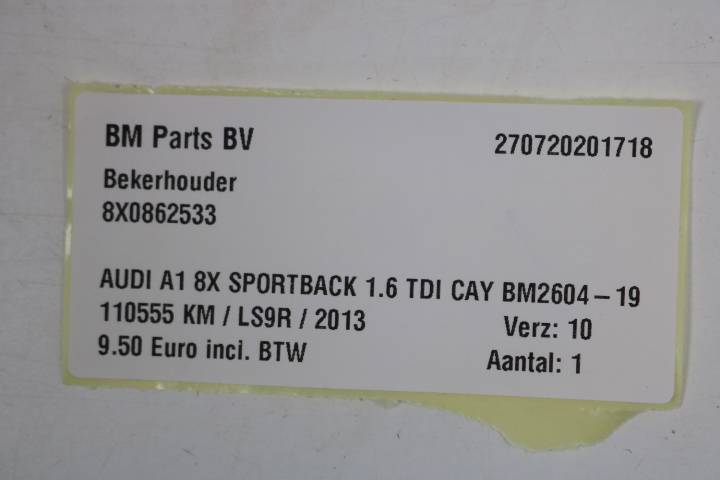 BM Parts BV 270720201718
Bekerhouder
8X0862533
AUDI A1 8X SPORTBACK 1.6 TDI CAY BM2604-19
110555 KM / LS9R / 2013 Verz: 10
9.50 Euro incl. BTW Aantal: 1